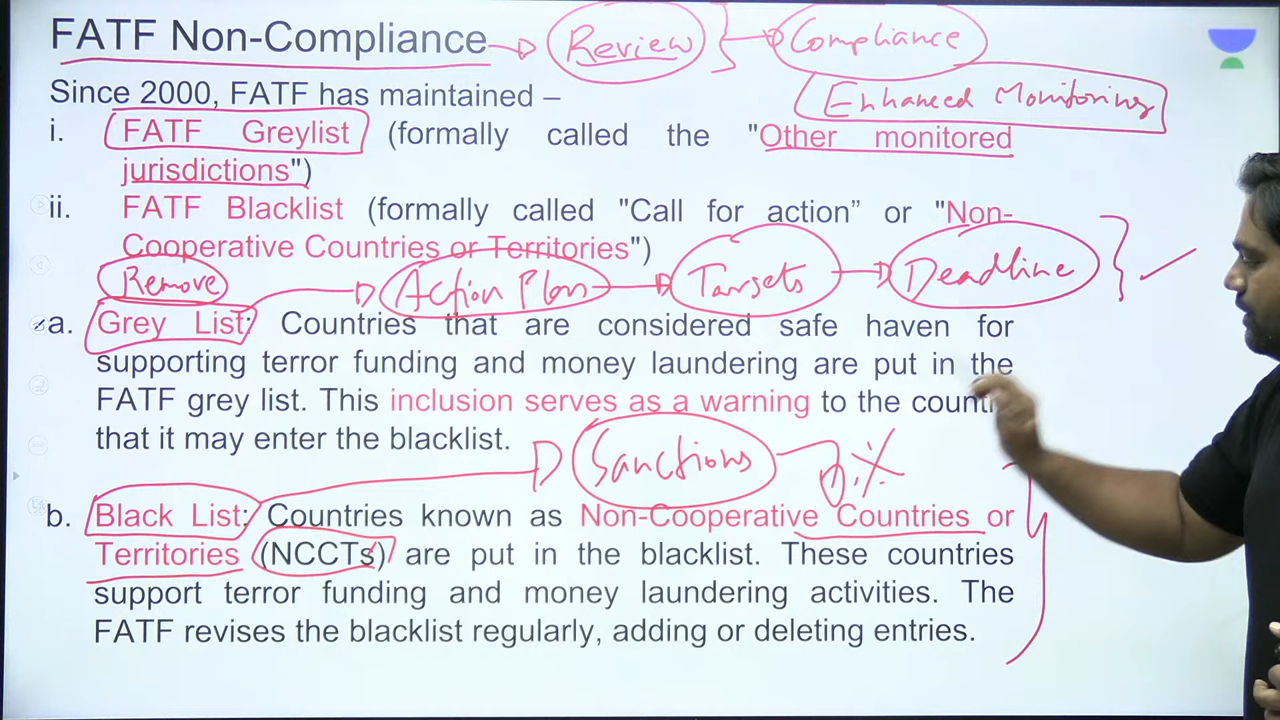 FATF Non-Compliance Review Compliance
Enhanced Monitoring
Since 2000, FATF has maintained –
i. FATF Greylist (formally called the "Other monitored
jurisdictions")
ii. FATF Blacklist (formally called "Call for action” or "Non-
Cooperative Countries or Territories")
Remove Action Plan Targets Deadline
a. Grey List: Countries that are considered safe haven for
supporting terror funding and money laundering are put in the
FATF grey list. This inclusion serves as a warning to the
that it may enter the blacklist.
Sanctions
b. Black List: Countries known as Non-Cooperative Countries or
Territories (NCCTs) are put in the blacklist. These countries
support terror funding and money laundering activities. The
FATF revises the blacklist regularly, adding or deleting entries.